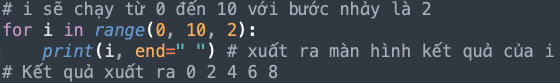 # i sẽ chạy từ 0 đến 10 với bước nhảy là 2
for i in range(0, 10, 2):
    print(i, end=" ") # xuất ra màn hình kết quả của i
# Kết quả xuất ra 0 2 4 6 8